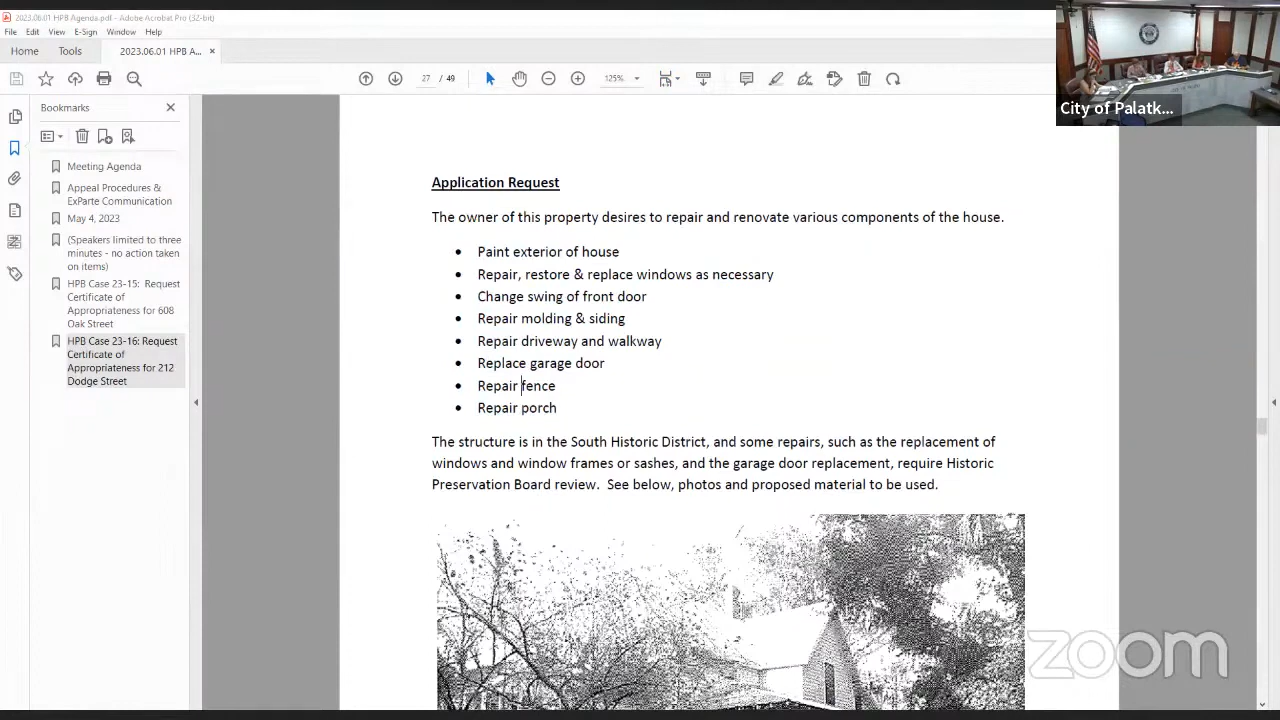 2023.06.01 HPB Agenda.pdf - Adobe Acrobat Pro (32-bit)
File Edit View E-Sign Window Help
Home Tools 2023.06.01 HPB A... ×
27 / 49 125%
Bookmarks
Meeting Agenda
Appeal Procedures &
ExParte Communication
May 4, 2023
(Speakers limited to three
minutes - no action taken
on items)
HPB Case 23-15: Request
Certificate of
Appropriateness for 608
Oak Street
HPB Case 23-16: Request
Certificate of
Appropriateness for 212
Dodge Street
Application Request
The owner of this property desires to repair and renovate various components of the house.
• Paint exterior of house
• Repair, restore & replace windows as necessary
• Change swing of front door
• Repair molding & siding
• Repair driveway and walkway
• Replace garage door
• Repair fence
• Repair porch
The structure is in the South Historic District, and some repairs, such as the replacement of
windows and window frames or sashes, and the garage door replacement, require Historic
Preservation Board review. See below, photos and proposed material to be used.
City of Palatk...
zoom